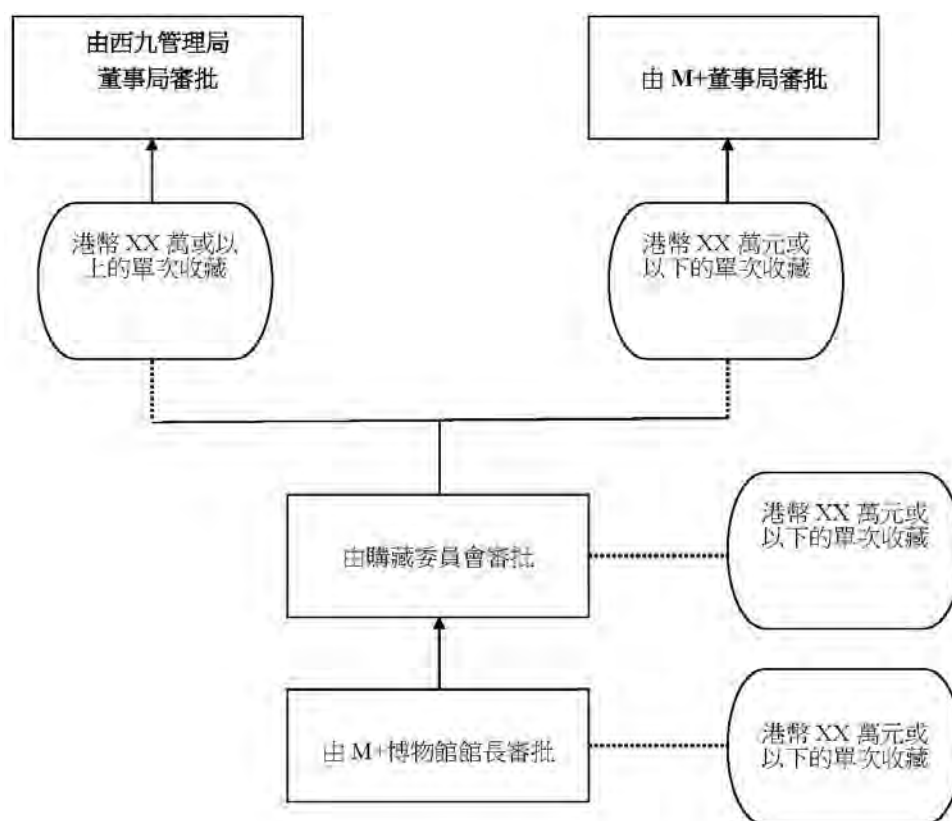 由西九管理局
董事局審批
由 M+董事局審批
港幣 XX 萬或以
上的單次收藏
港幣 XX 萬元或
以下的單次收藏
由購藏委員會審批
港幣 XX 萬元或
以下的單次收藏
由 M+博物館館長審批
港幣 XX 萬元或
以下的單次收藏